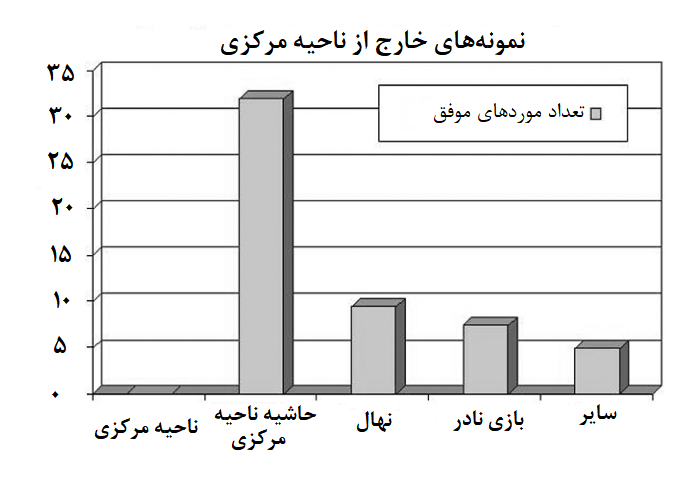 نمونه‌های خارج از ناحیه مرکزی
تعداد موردهای موفق
۳۵
۳۰
۲۵
۲۰
۱۵
۱۰
۵
۰
ناحیه مرکزی
حاشیه ناحیه
مرکزی
نهال
بازی نادر
سایر